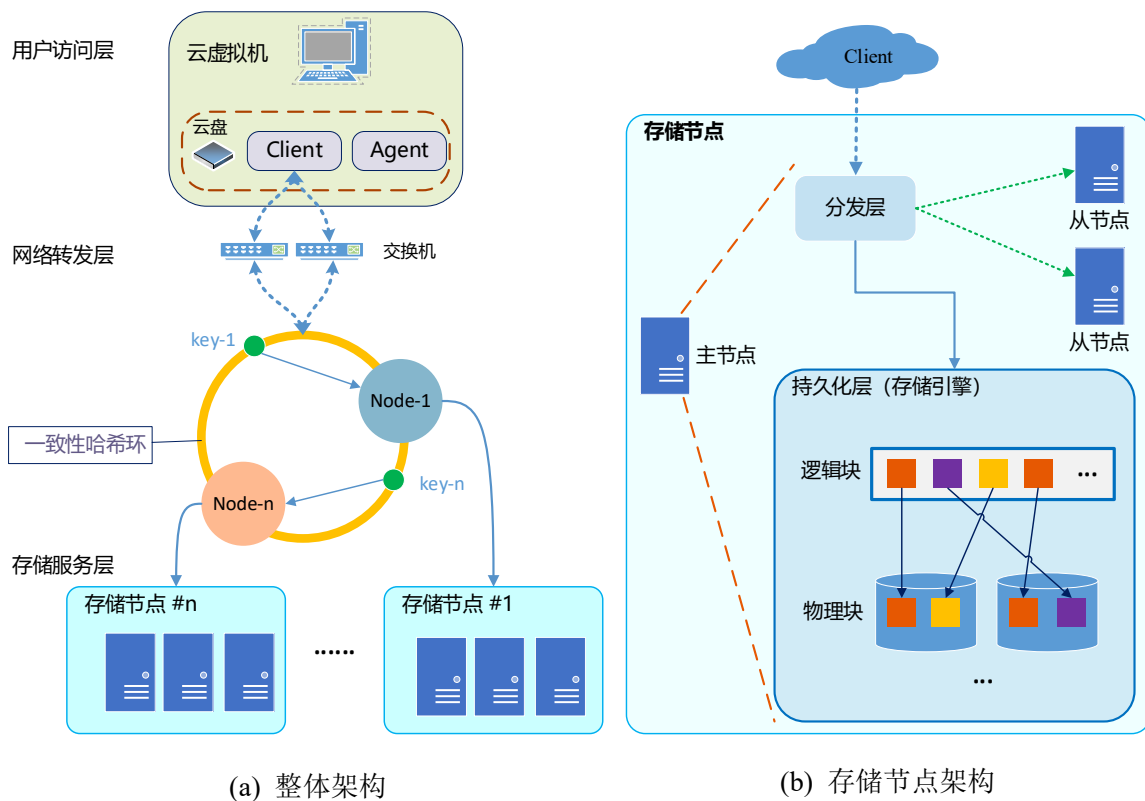 用户访问层
云虚拟机
云盘
Client
Agent
网络转发层
交换机
key-1
Node-1
一致性哈希环
key-n
Node-n
存储服务层
存储节点 #n
......
存储节点 #1
(a) 整体架构
Client
存储节点
分发层
从节点
从节点
主节点
持久化层（存储引擎）
逻辑块
...
物理块
...
(b) 存储节点架构